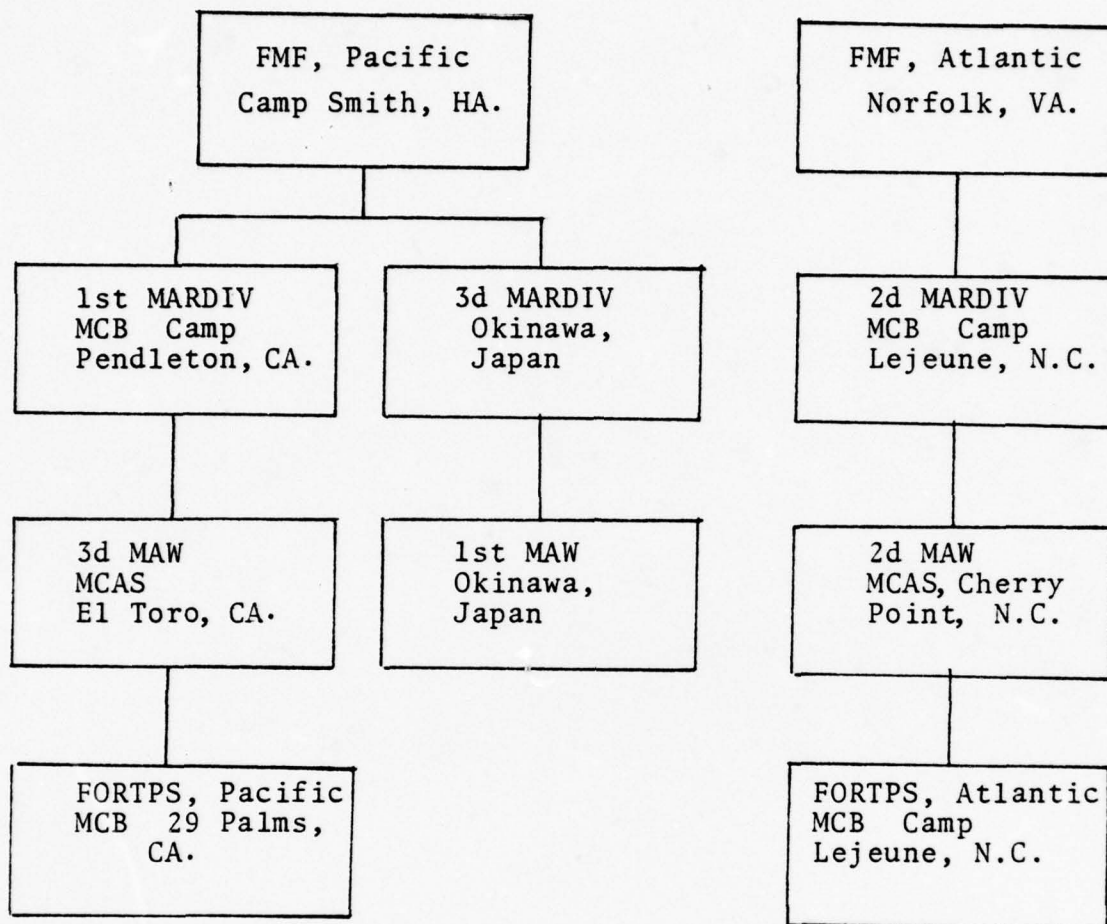 FMF, Pacific
Camp Smith, HA.
FMF, Atlantic
Norfolk, VA.
1st MARDIV
MCB Camp
Pendleton, CA.
3d MARDIV
Okinawa,
Japan
2d MARDIV
MCB Camp
Lejeune, N.C.
3d MAW
MCAS
El Toro, CA.
1st MAW
Okinawa,
Japan
2d MAW
MCAS, Cherry
Point, N.C.
FORTPS, Pacific
MCB 29 Palms,
CA.
FORTPS, Atlantic
MCB Camp
Lejeune, N.C.